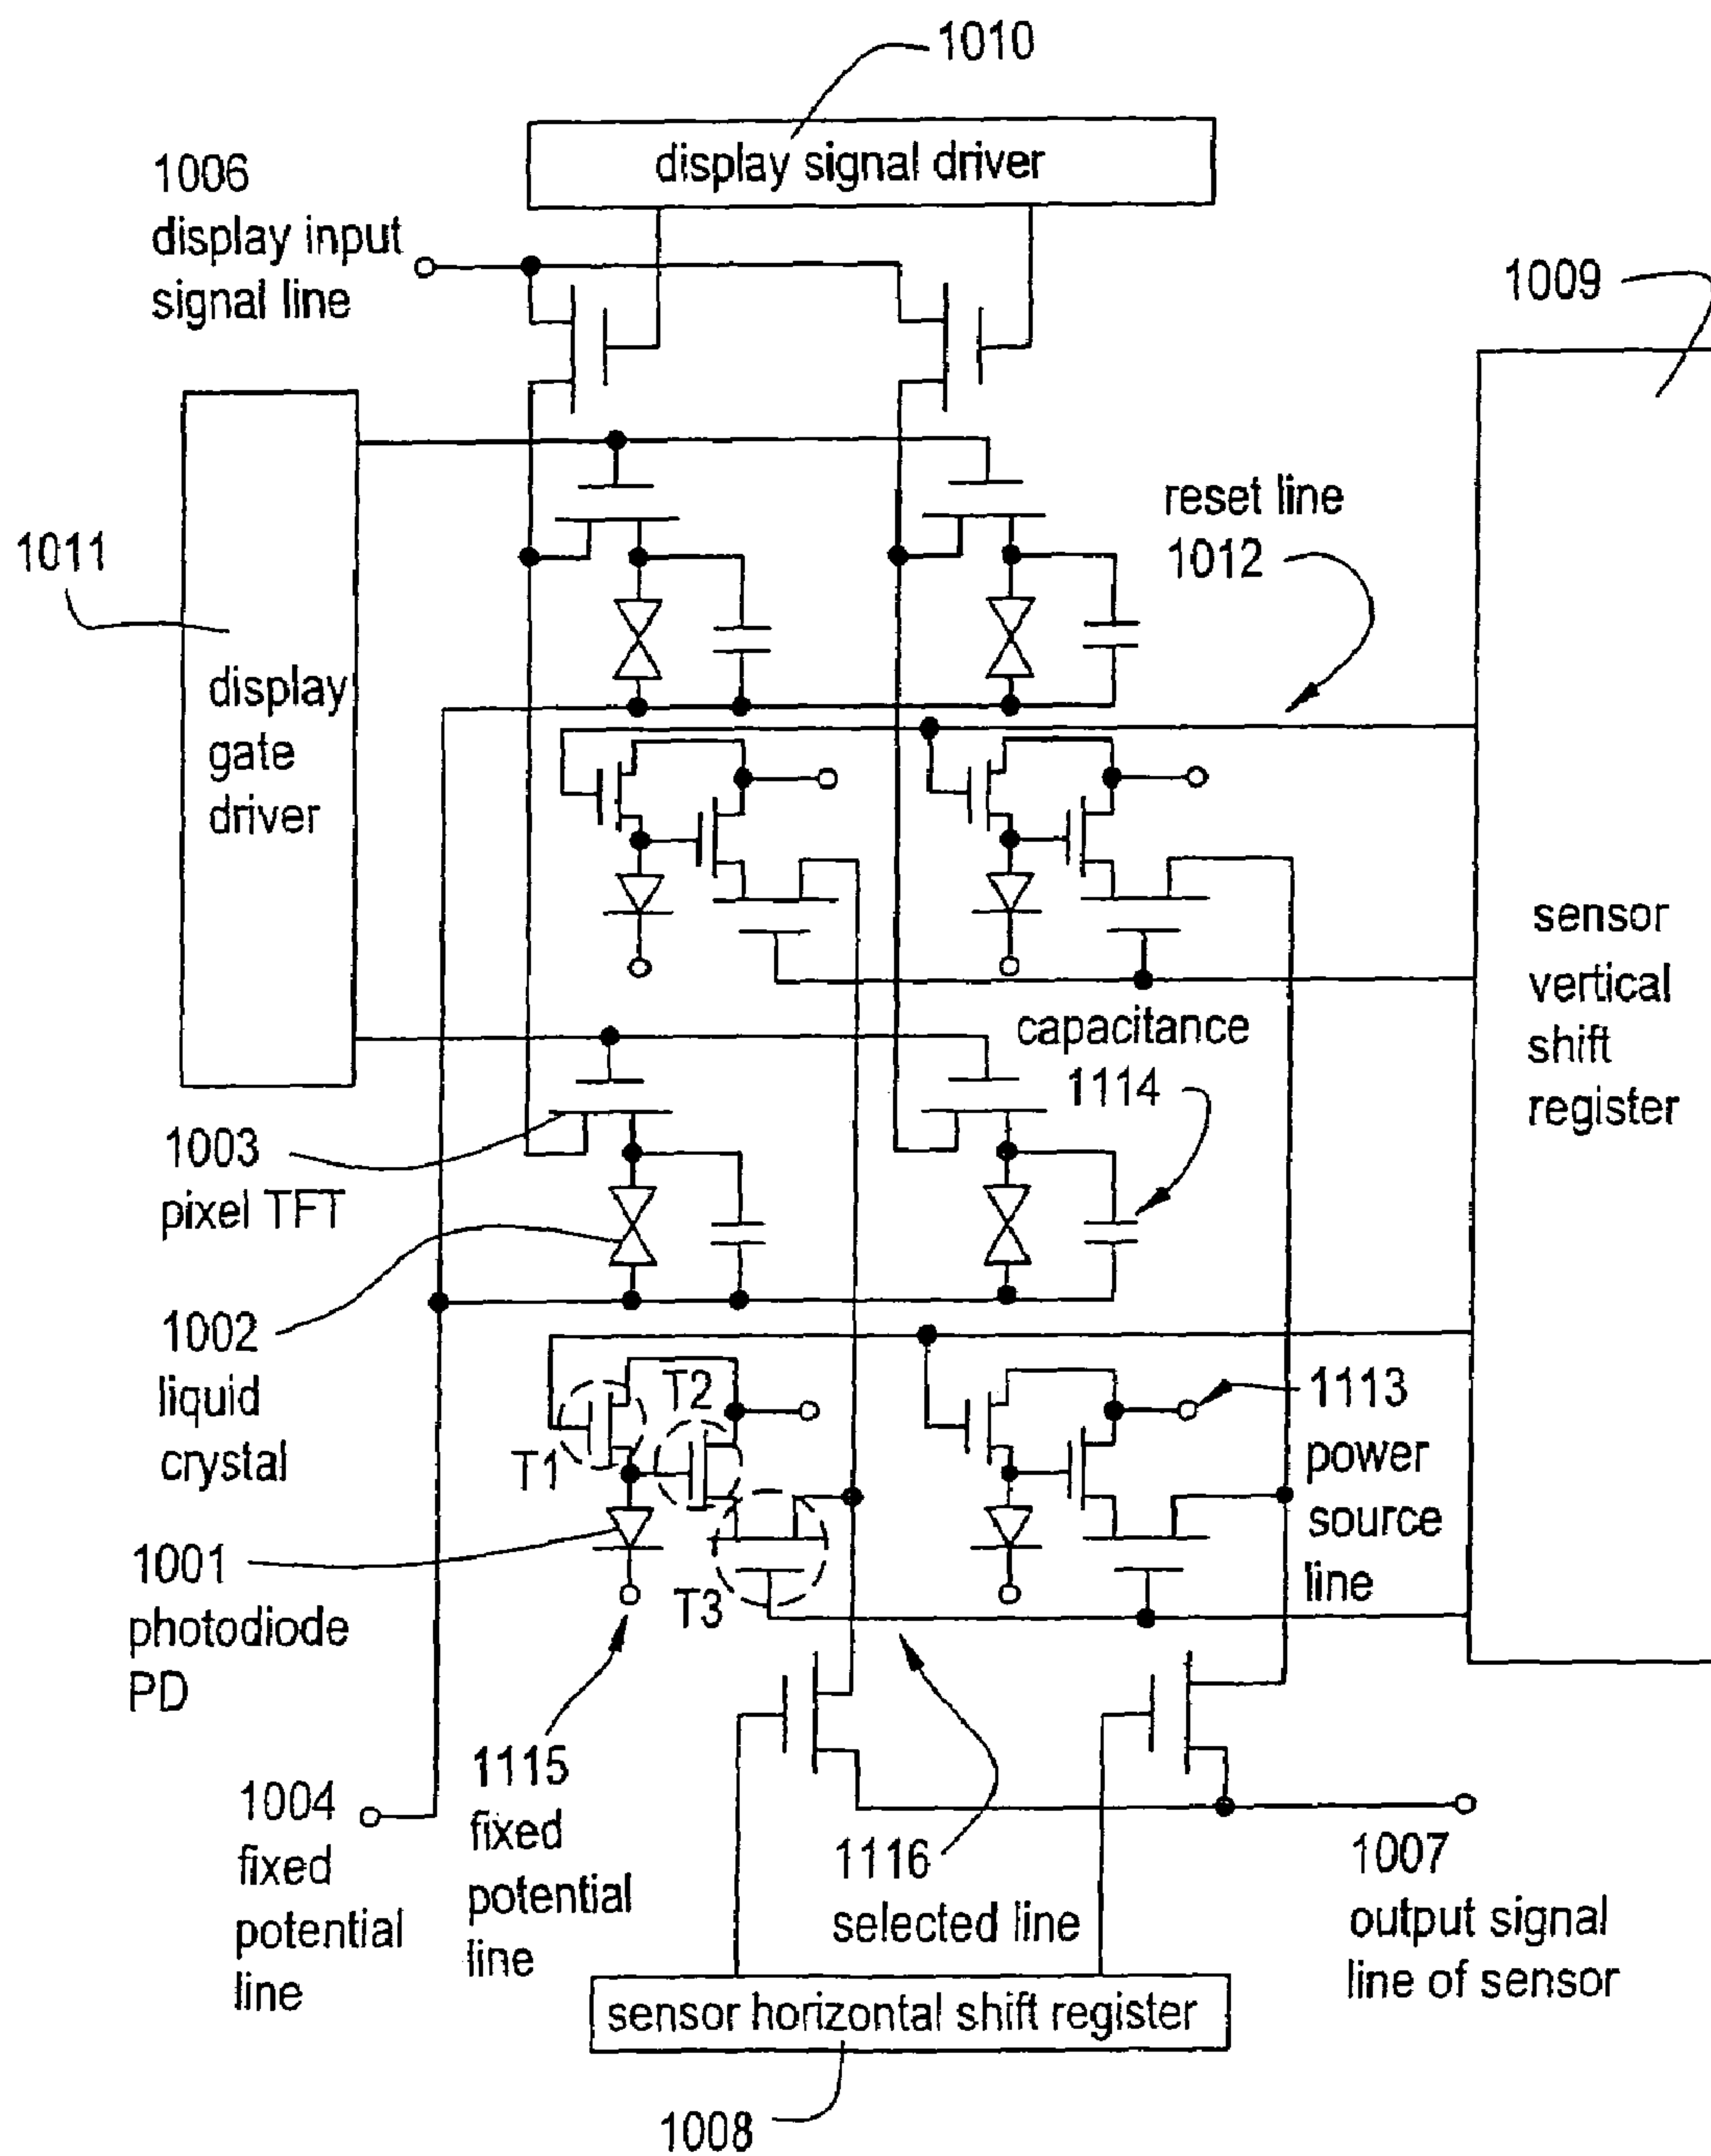 1010
display signal driver
1006
display input
signal line
1009
reset line
1012
1011
display
gate
driver
sensor
vertical
shift
register
capacitance
1114
1003
pixel TFT
1002
liquid
crystal
T1
T2
T3
1113
power
source
line
1001
photodiode
PD
1115
fixed
potential
line
1004
fixed
potential
line
1116
selected line
1007
output signal
line of sensor
sensor horizontal shift register
1008